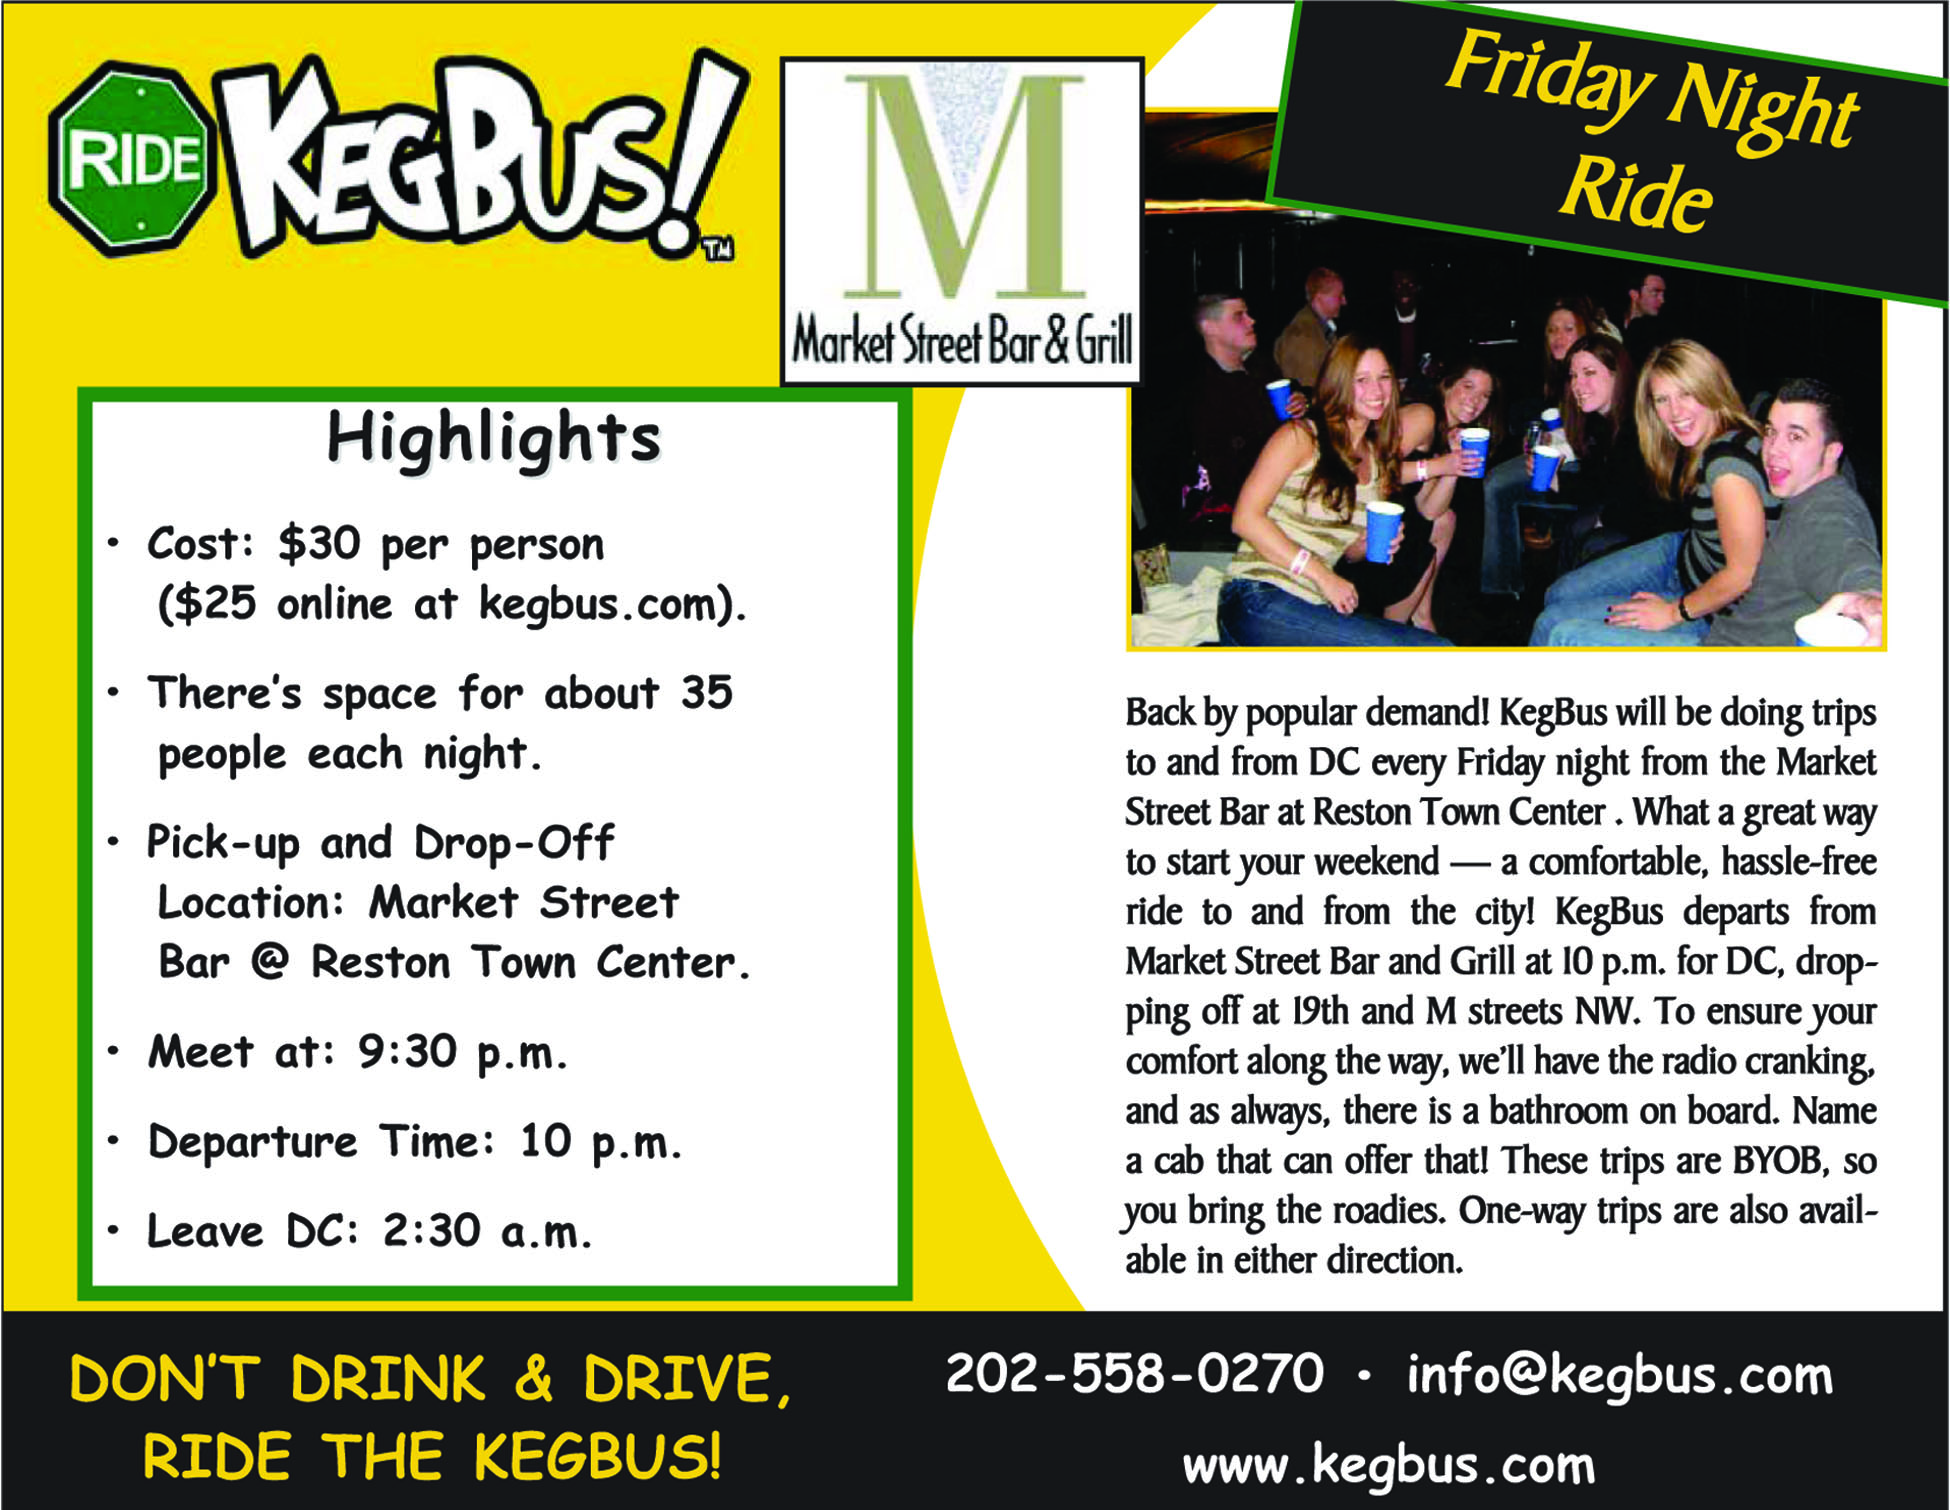 RIDE
KEGBUS!
TM
M
Market Street Bar & Grill
Friday Night
Ride
Highlights
• Cost: $30 per person
($25 online at kegbus.com).
• There's space for about 35
people each night.
• Pick-up and Drop-Off
Location: Market Street
Bar @ Reston Town Center.
• Meet at: 9:30 p.m.
• Departure Time: 10 p.m.
• Leave DC: 2:30 a.m.
Back by popular demand! KegBus will be doing trips
to and from DC every Friday night from the Market
Street Bar at Reston Town Center . What a great way
to start your weekend — a comfortable, hassle-free
ride to and from the city! KegBus departs from
Market Street Bar and Grill at 10 p.m. for DC, drop-
ping off at 19th and M streets NW. To ensure your
comfort along the way, we'll have the radio cranking,
and as always, there is a bathroom on board. Name
a cab that can offer that! These trips are BYOB, so
you bring the roadies. One-way trips are also avail-
able in either direction.
DON'T DRINK & DRIVE,
RIDE THE KEGBUS!
202-558-0270 • info@kegbus.com
www.kegbus.com